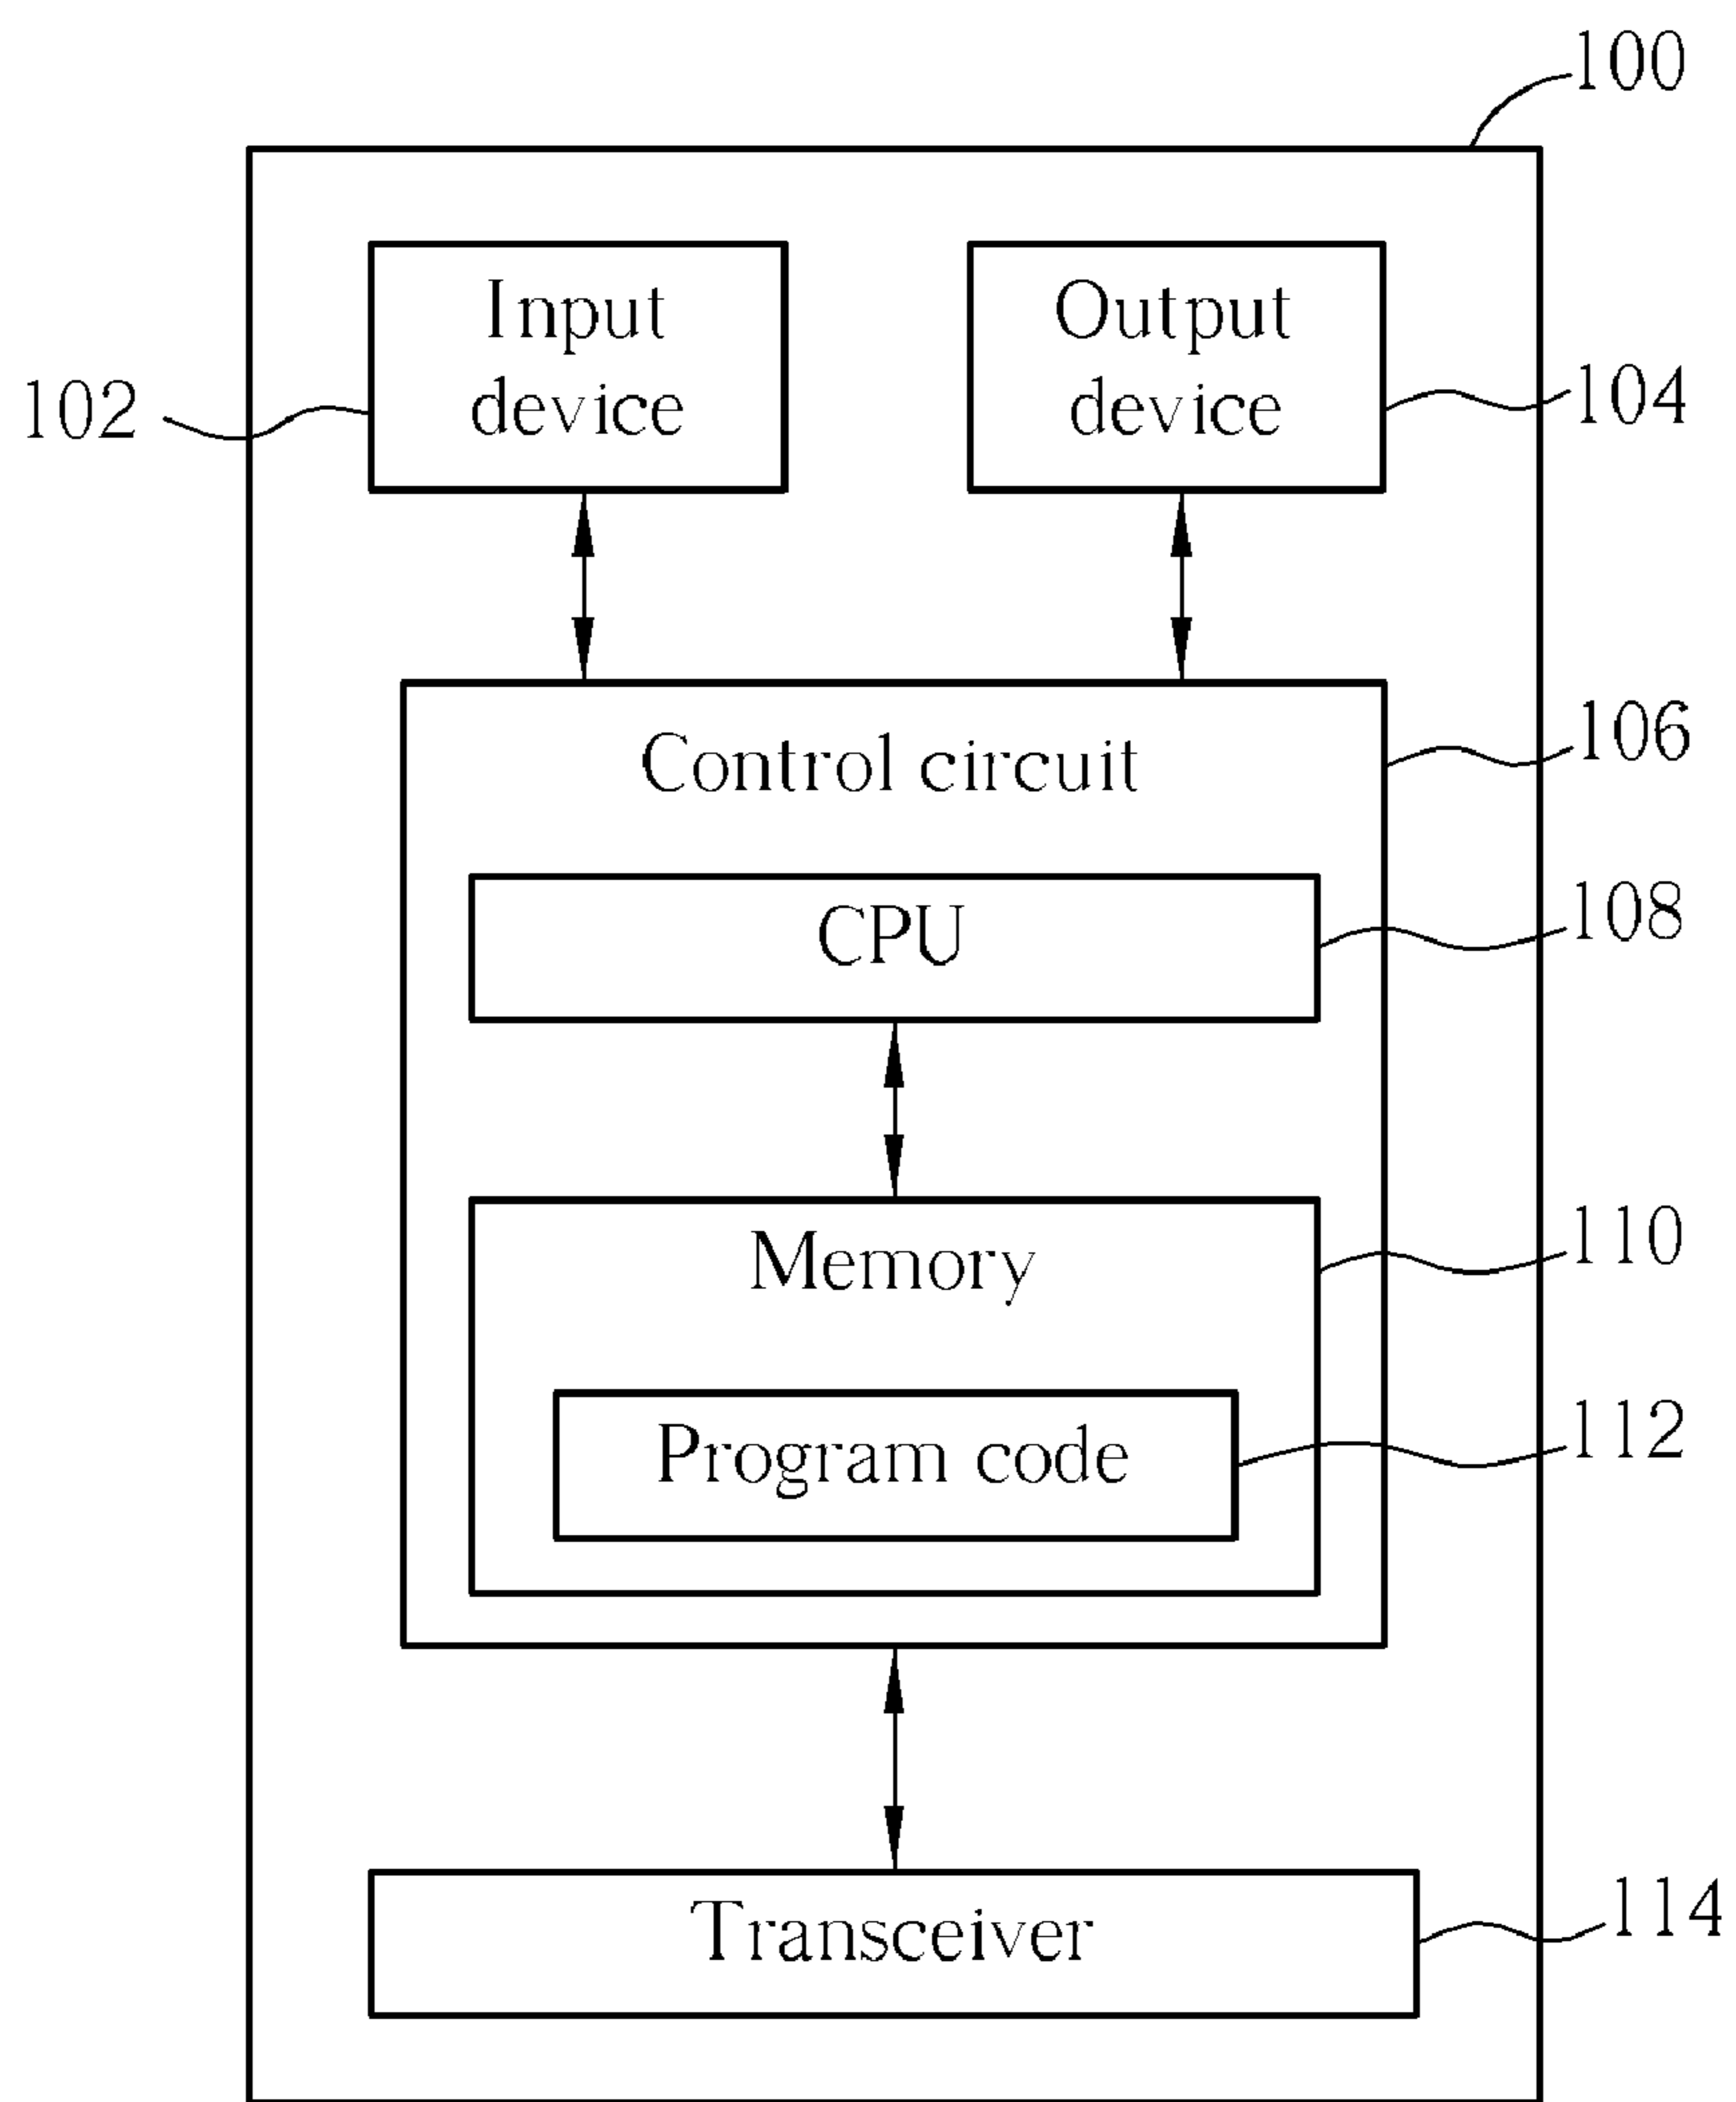 100
Input
device
Output
device
102
104
Control circuit
106
CPU
108
Memory
110
Program code
112
Transceiver
114